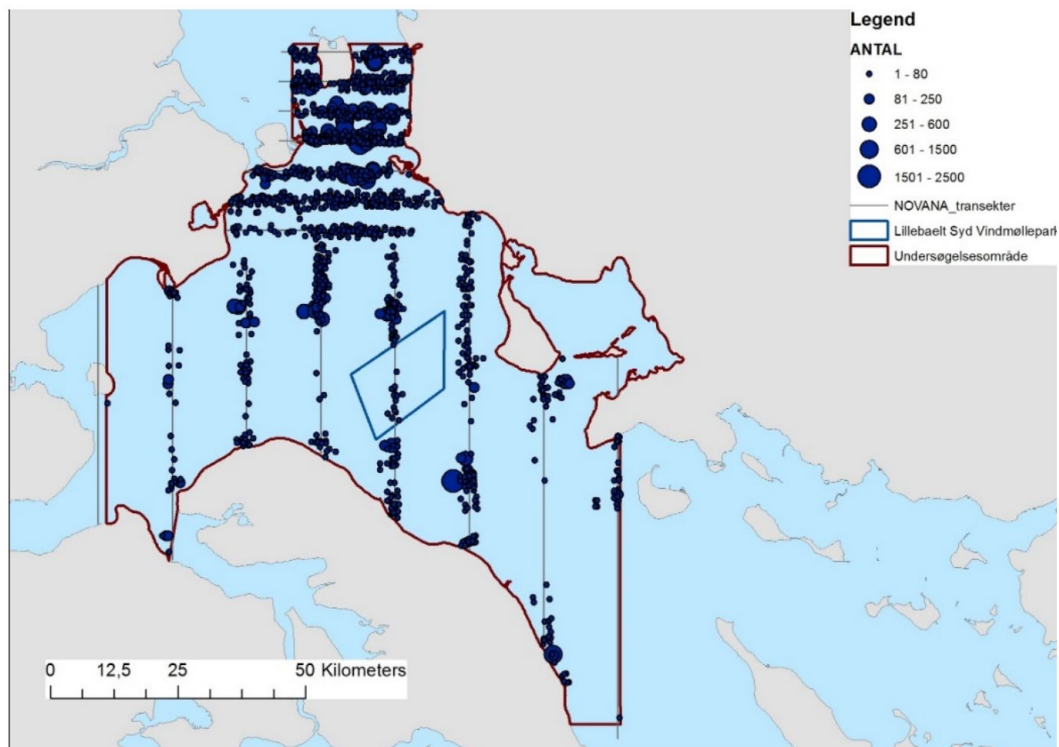 Legend
ANTAL
1 - 80
81 - 250
251 - 600
601 - 1500
1501 - 2500
NOVANA_transekter
Lillebaelt Syd Vindmøllepark
Undersøgelsesområde
0 12,5 25 50 Kilometers